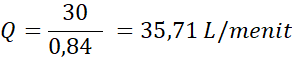 Q = 30/0,84 = 35,71 L/menit